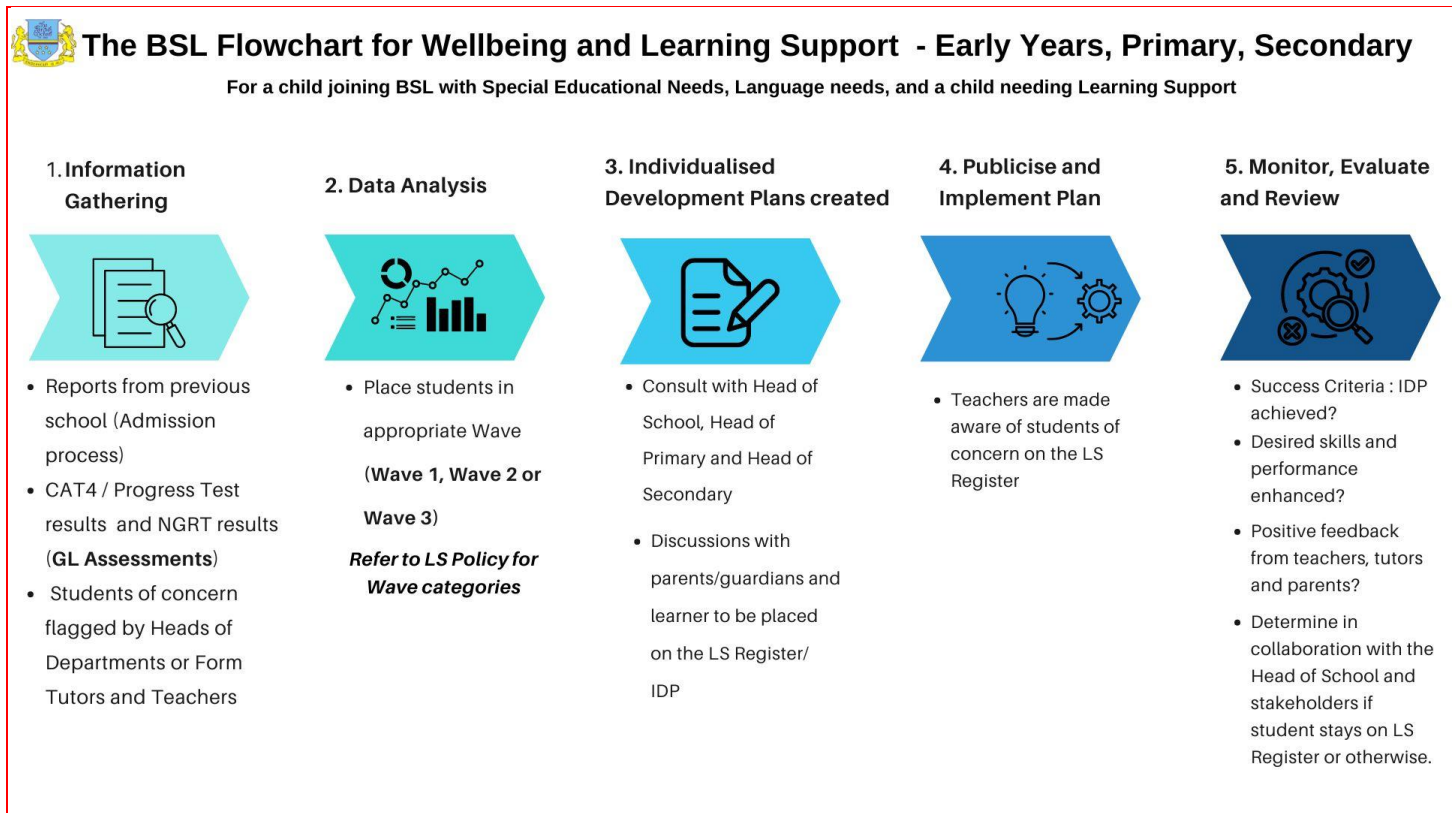 The BSL Flowchart for Wellbeing and Learning Support - Early Years, Primary, Secondary
For a child joining BSL with Special Educational Needs, Language needs, and a child needing Learning Support
1. Information
Gathering
• Reports from previous
school (Admission
process)
• CAT4 / Progress Test
results and NGRT results
(GL Assessments)
• Students of concern
flagged by Heads of
Departments or Form
Tutors and Teachers
2. Data Analysis
• Place students in
appropriate Wave
(Wave 1, Wave 2 or
Wave 3)
Refer to LS Policy for
Wave categories
3. Individualised
Development Plans created
• Consult with Head of
School, Head of
Primary and Head of
Secondary
• Discussions with
parents/guardians and
learner to be placed
on the LS Register/
IDP
4. Publicise and
Implement Plan
• Teachers are made
aware of students of
concern on the LS
Register
5. Monitor, Evaluate
and Review
• Success Criteria : IDP
achieved?
• Desired skills and
performance
enhanced?
• Positive feedback
from teachers, tutors
and parents?
• Determine in
collaboration with the
Head of School and
stakeholders if
student stays on LS
Register or otherwise.